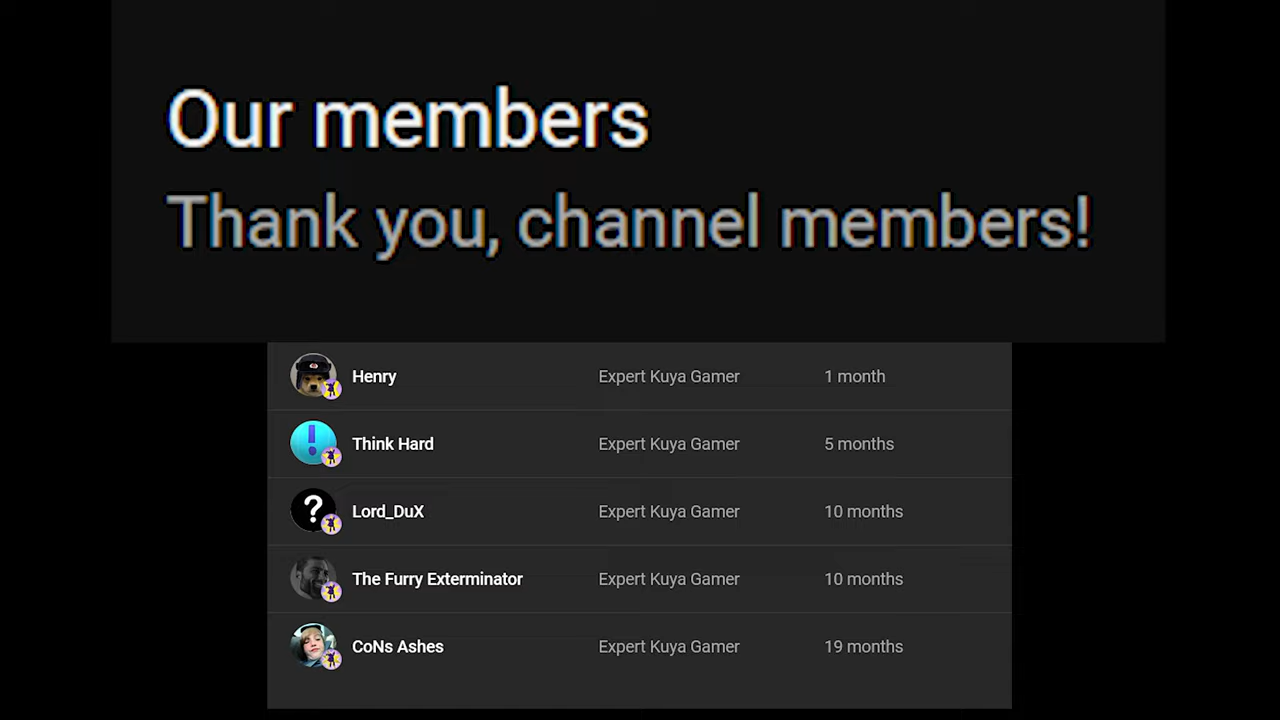 Our members
Thank you, channel members!
Henry Expert Kuya Gamer 1 month
! Think Hard Expert Kuya Gamer 5 months
? Lord_DuX Expert Kuya Gamer 10 months
The Furry Exterminator Expert Kuya Gamer 10 months
CoNs Ashes Expert Kuya Gamer 19 months